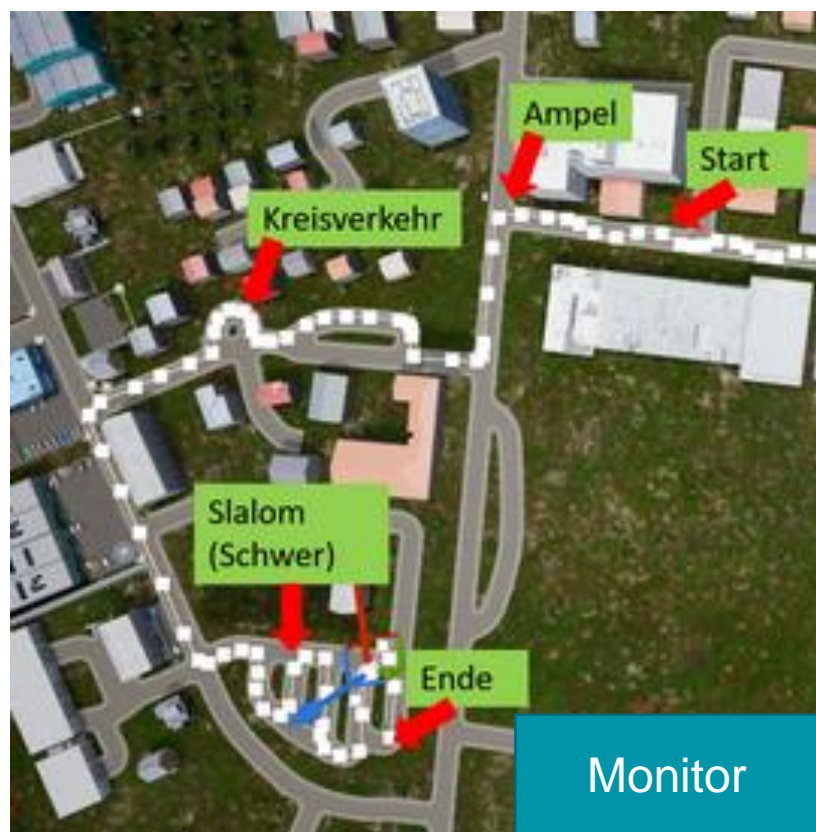 Ampel
Start
Kreisverkehr
Slalom
(Schwer)
Ende
Monitor